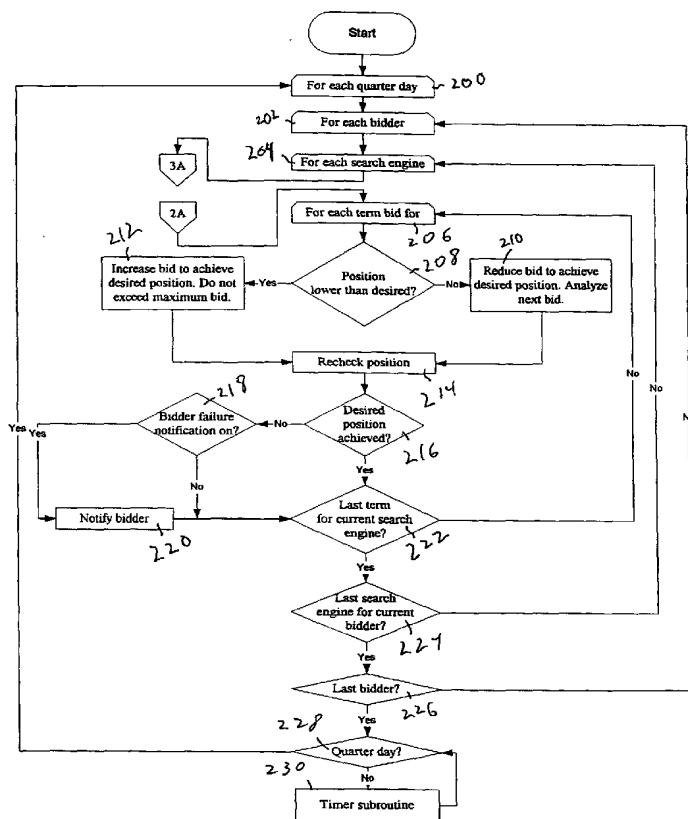 Start
For each quarter day
200
202
For each bidder
204
For each search engine
3A
2A
For each term bid for
206
212
Increase bid to achieve
desired position. Do not
exceed maximum bid.
Yes
Position
lower than desired?
208
No
210
Reduce bid to achieve
desired position. Analyze
next bid.
Recheck position
214
No
No
N
218
Bidder failure
notification on?
No
Desired
position
achieved?
216
Yes
Yes
No
Yes
Notify bidder
220
Last term
for current search
engine?
222
Yes
Last search
engine for current
bidder?
224
Yes
Last bidder?
226
Yes
228
Quarter day?
230
No
Timer subroutine